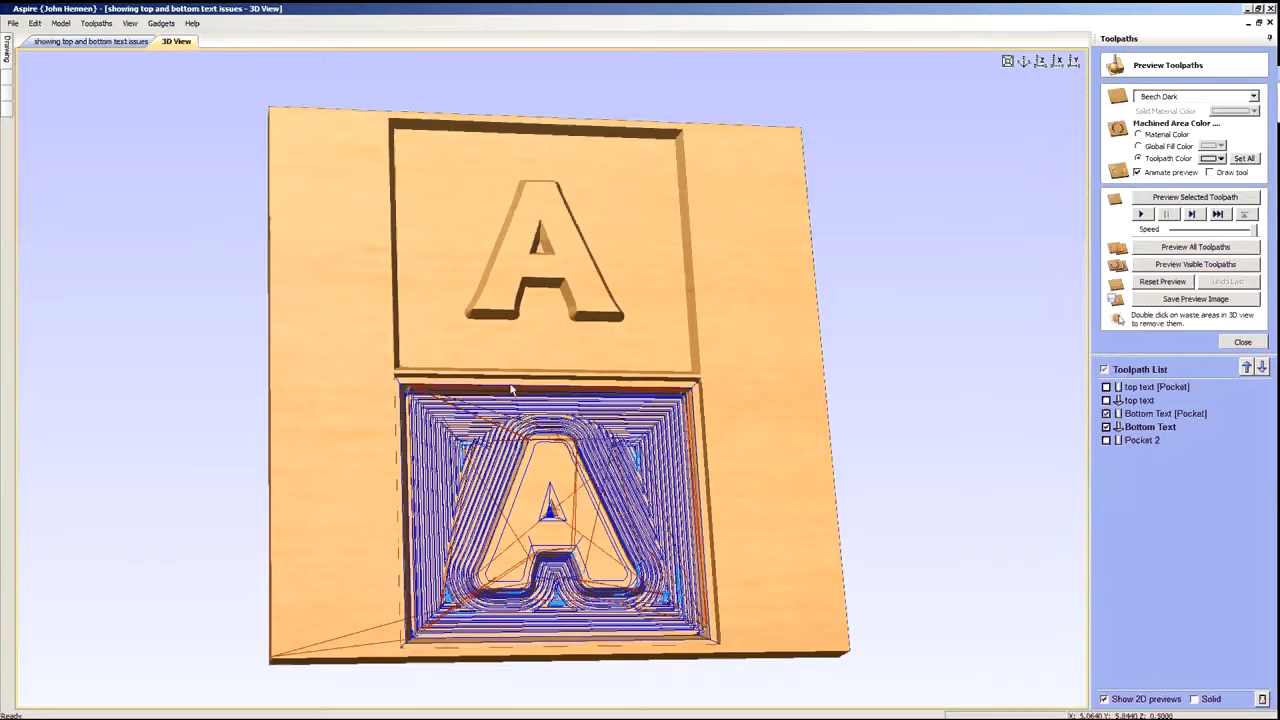 Aspire {John Hennen} - [showing top and bottom text issues - 3D View]
File Edit Model Toolpaths View Gadgets Help
showing top and bottom text issues 3D View
Drawing
Toolpaths
Preview Toolpaths
Beech Dark
Solid Material Color
Machined Area Color ....
Material Color
Global Fill Color
Toolpath Color Set All
Animate preview Draw tool
Preview Selected Toolpath
Speed
Preview All Toolpaths
Preview Visible Toolpaths
Reset Preview Undo Last
Save Preview Image
Double click on waste areas in 3D view
to remove them.
Close
Toolpath List
top text [Pocket]
top text
Bottom Text [Pocket]
Bottom Text
Pocket 2
A
A
Show 2D previews Solid
Ready
X: 5.0640 Y: 5.8440 Z: 0.5000